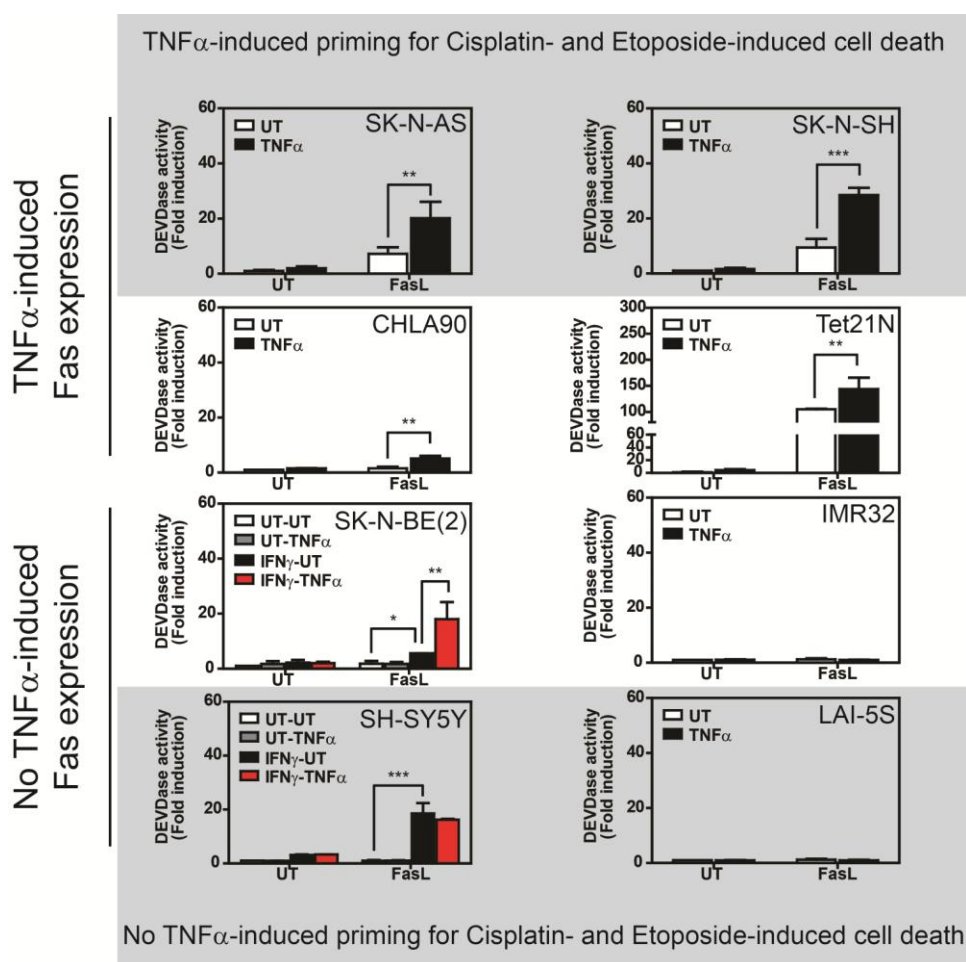 TNFα-induced priming for Cisplatin- and Etoposide-induced cell death
TNFα-induced
Fas expression
No TNFα-induced
Fas expression
SK-N-AS
DEVDase activity
(Fold induction)
60
40
20
0
UT
TNFα
**
UT
FasL
SK-N-SH
DEVDase activity
(Fold induction)
60
40
20
0
UT
TNFα
***
UT
FasL
CHLA90
DEVDase activity
(Fold induction)
60
40
20
0
UT
TNFα
**
UT
FasL
Tet21N
DEVDase activity
(Fold induction)
300
250
200
150
100
60
40
20
0
UT
TNFα
**
UT
FasL
SK-N-BE(2)
DEVDase activity
(Fold induction)
60
40
20
0
UT-UT
UT-TNFα
IFNγ-UT
IFNγ-TNFα
*
**
UT
FasL
IMR32
DEVDase activity
(Fold induction)
60
40
20
0
UT
TNFα
UT
FasL
SH-SY5Y
DEVDase activity
(Fold induction)
60
40
20
0
UT-UT
UT-TNFα
IFNγ-UT
IFNγ-TNFα
***
UT
FasL
LAI-5S
DEVDase activity
(Fold induction)
60
40
20
0
UT
TNFα
UT
FasL
No TNFα-induced priming for Cisplatin- and Etoposide-induced cell death